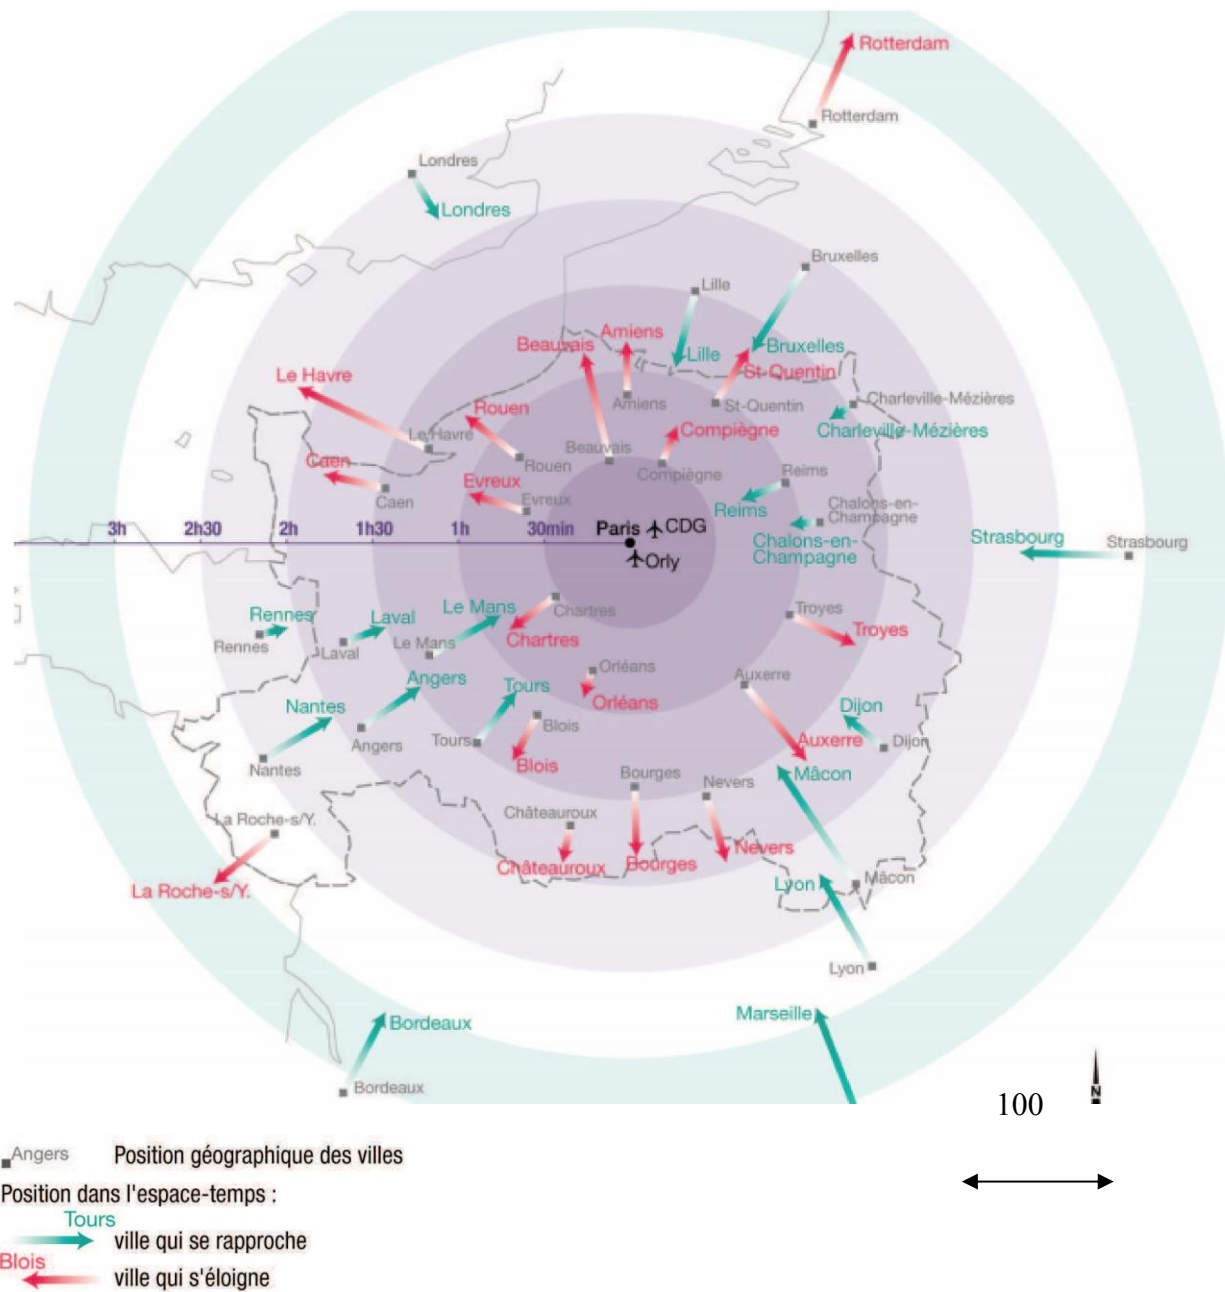 Rotterdam
Rotterdam
Londres
Londres
Bruxelles
Lille
Amiens
Beauvais
Lille
Bruxelles
St-Quentin
Le Havre
Amiens
St-Quentin
Charleville-Mézières
Rouen
Compiègne
Charleville-Mézières
Le Havre
Beauvais
Caen
Rouen
Compiègne
Reims
Evreux
Caen
Evreux
Reims
Chalons-en-
Champagne
3h
2h30
2h
1h30
1h
30min
Paris
CDG
Orly
Chalons-en-
Champagne
Strasbourg
Strasbourg
Rennes
Laval
Le Mans
Chartres
Troyes
Rennes
Laval
Le Mans
Chartres
Troyes
Angers
Tours
Orléans
Orléans
Auxerre
Nantes
Angers
Tours
Blois
Dijon
Auxerre
Dijon
Nantes
Blois
Bourges
Nevers
Mâcon
La Roche-s/Y.
Châteauroux
Nevers
Châteauroux
Bourges
La Roche-s/Y.
Lyon
Mâcon
Lyon
Bordeaux
Marseille
Bordeaux
100
N
Angers
Position géographique des villes
Position dans l'espace-temps :
Tours
ville qui se rapproche
Blois
ville qui s'éloigne